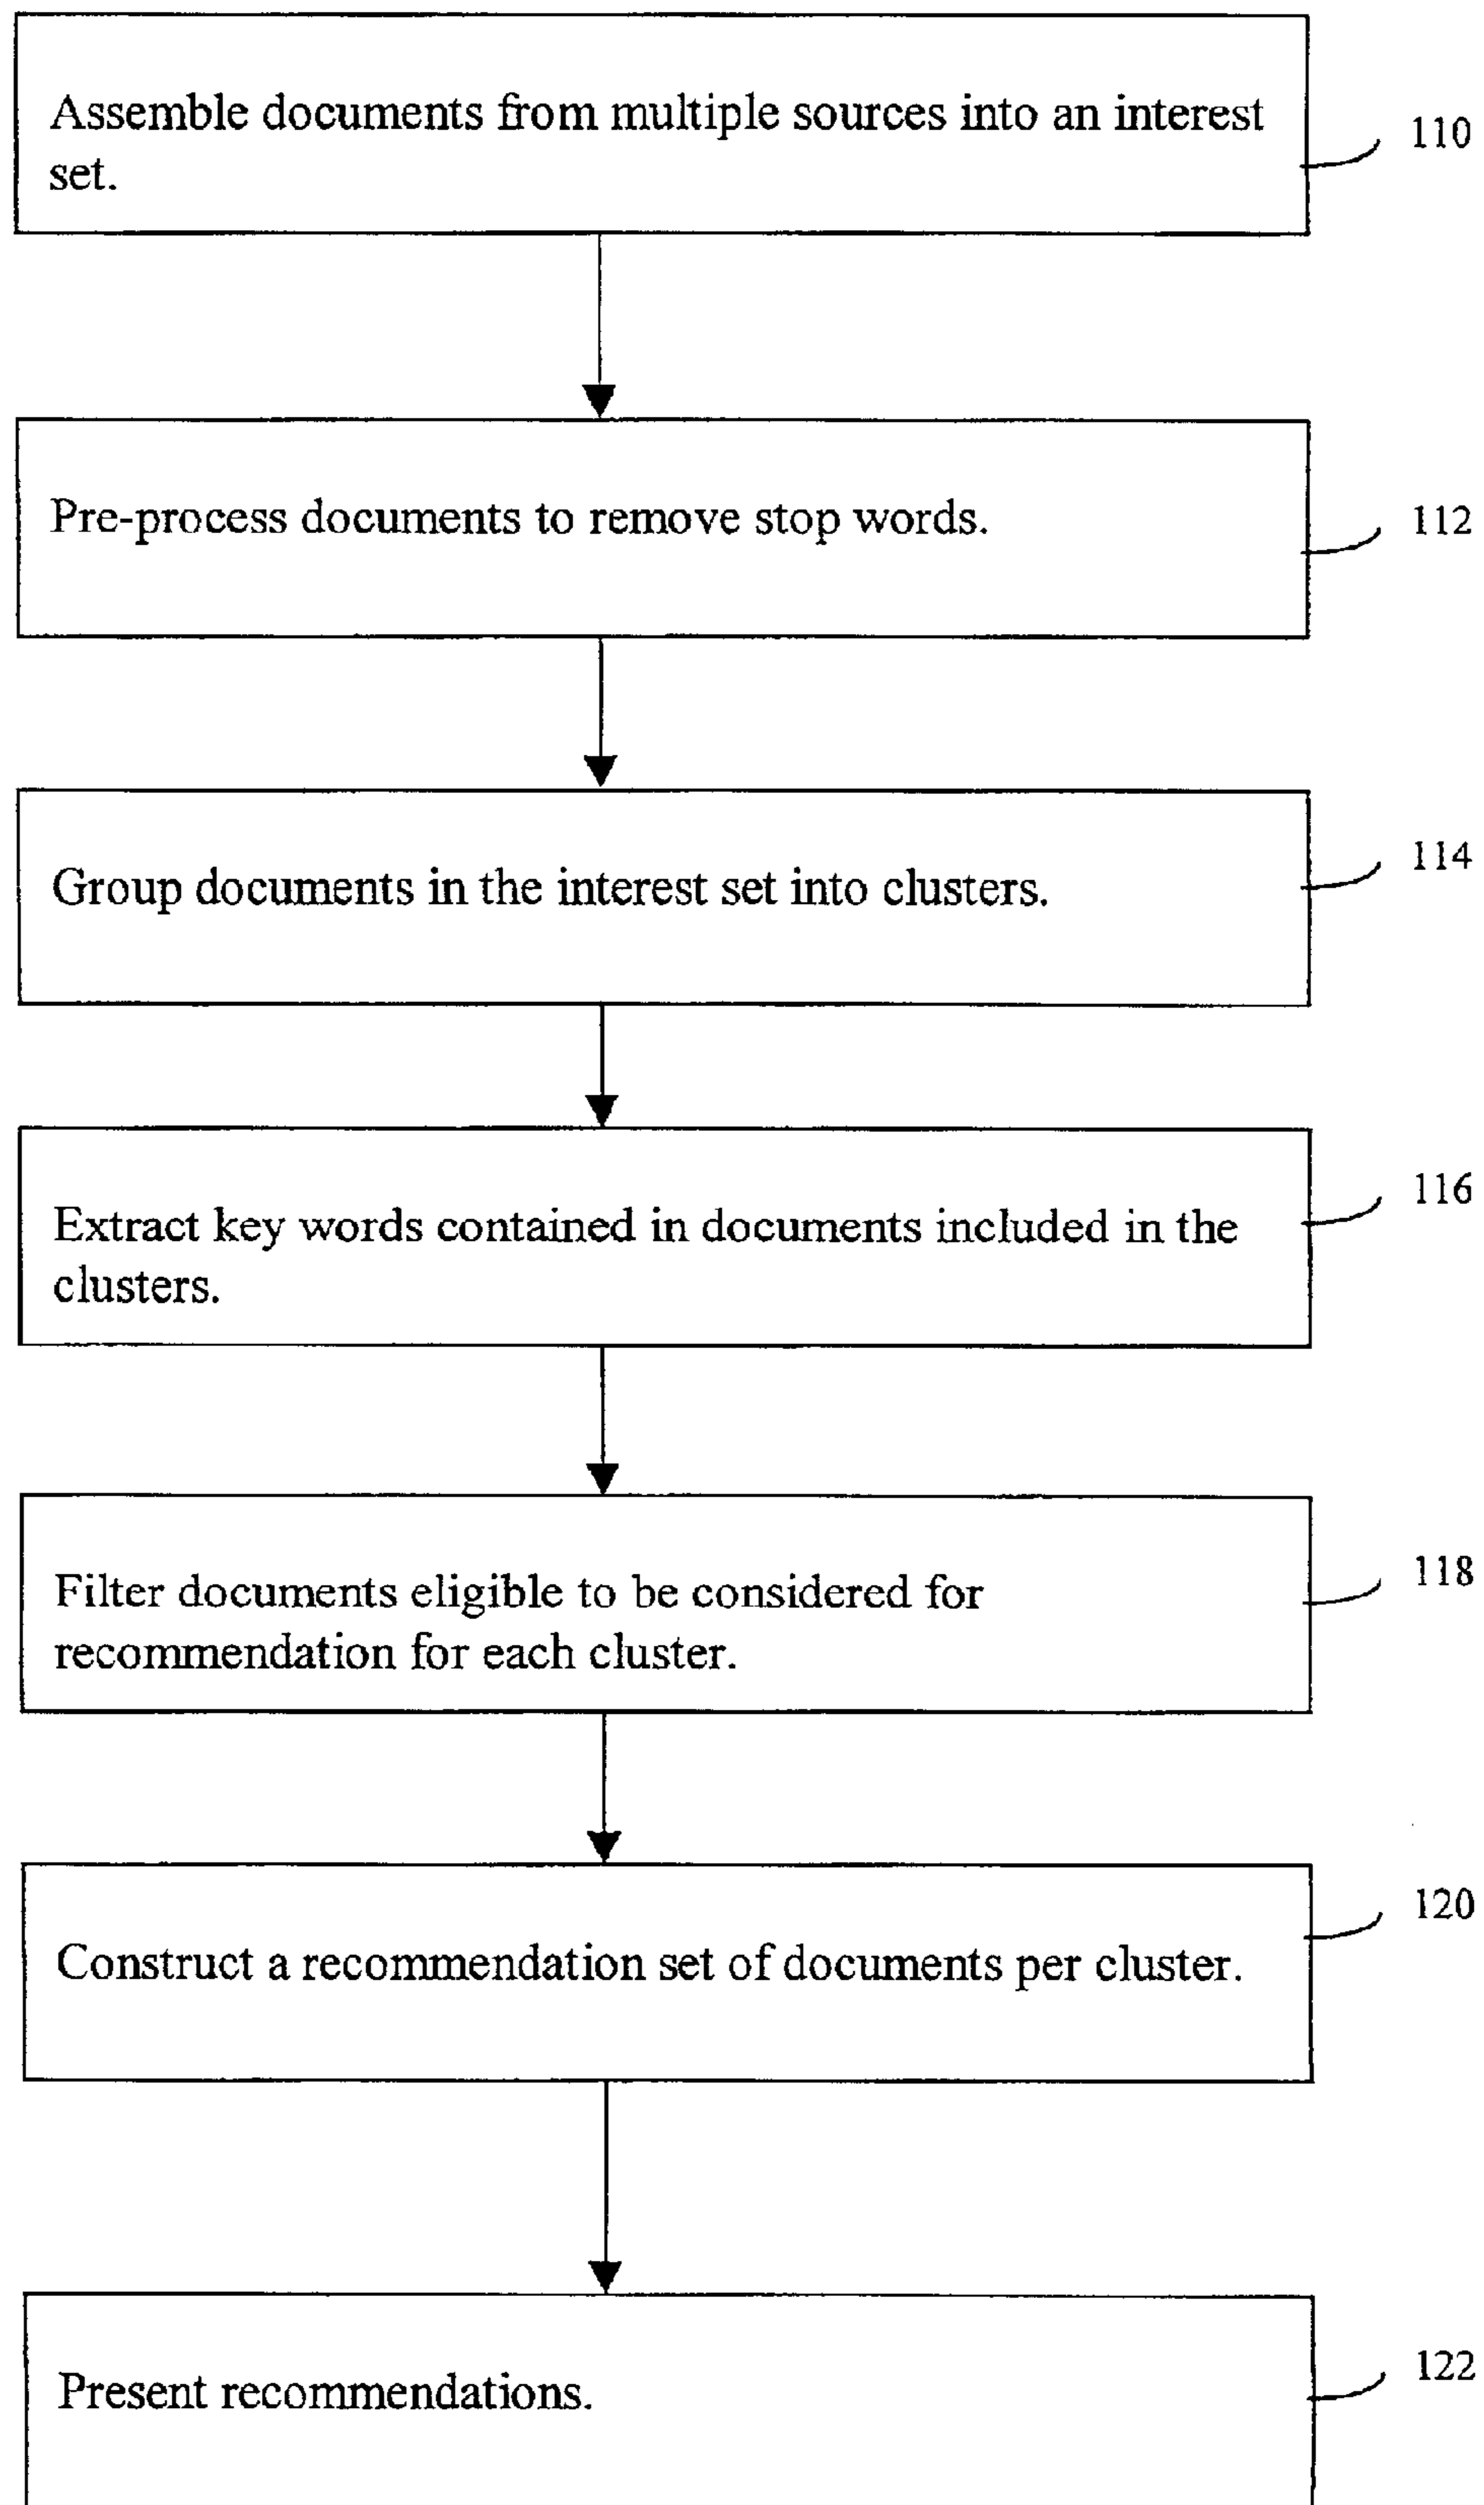 Assemble documents from multiple sources into an interest
set.
110
Pre-process documents to remove stop words.
112
Group documents in the interest set into clusters.
114
Extract key words contained in documents included in the
clusters.
116
Filter documents eligible to be considered for
recommendation for each cluster.
118
Construct a recommendation set of documents per cluster.
120
Present recommendations.
122